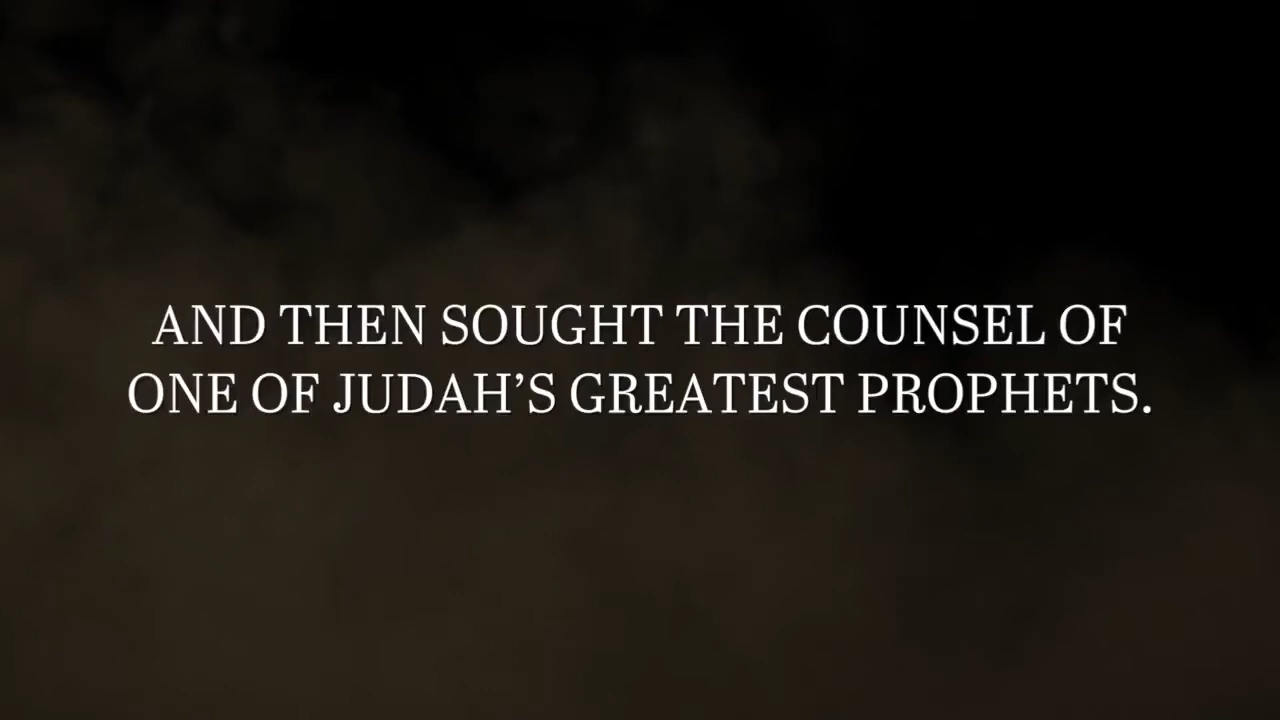 AND THEN SOUGHT THE COUNSEL OF
ONE OF JUDAH’S GREATEST PROPHETS.